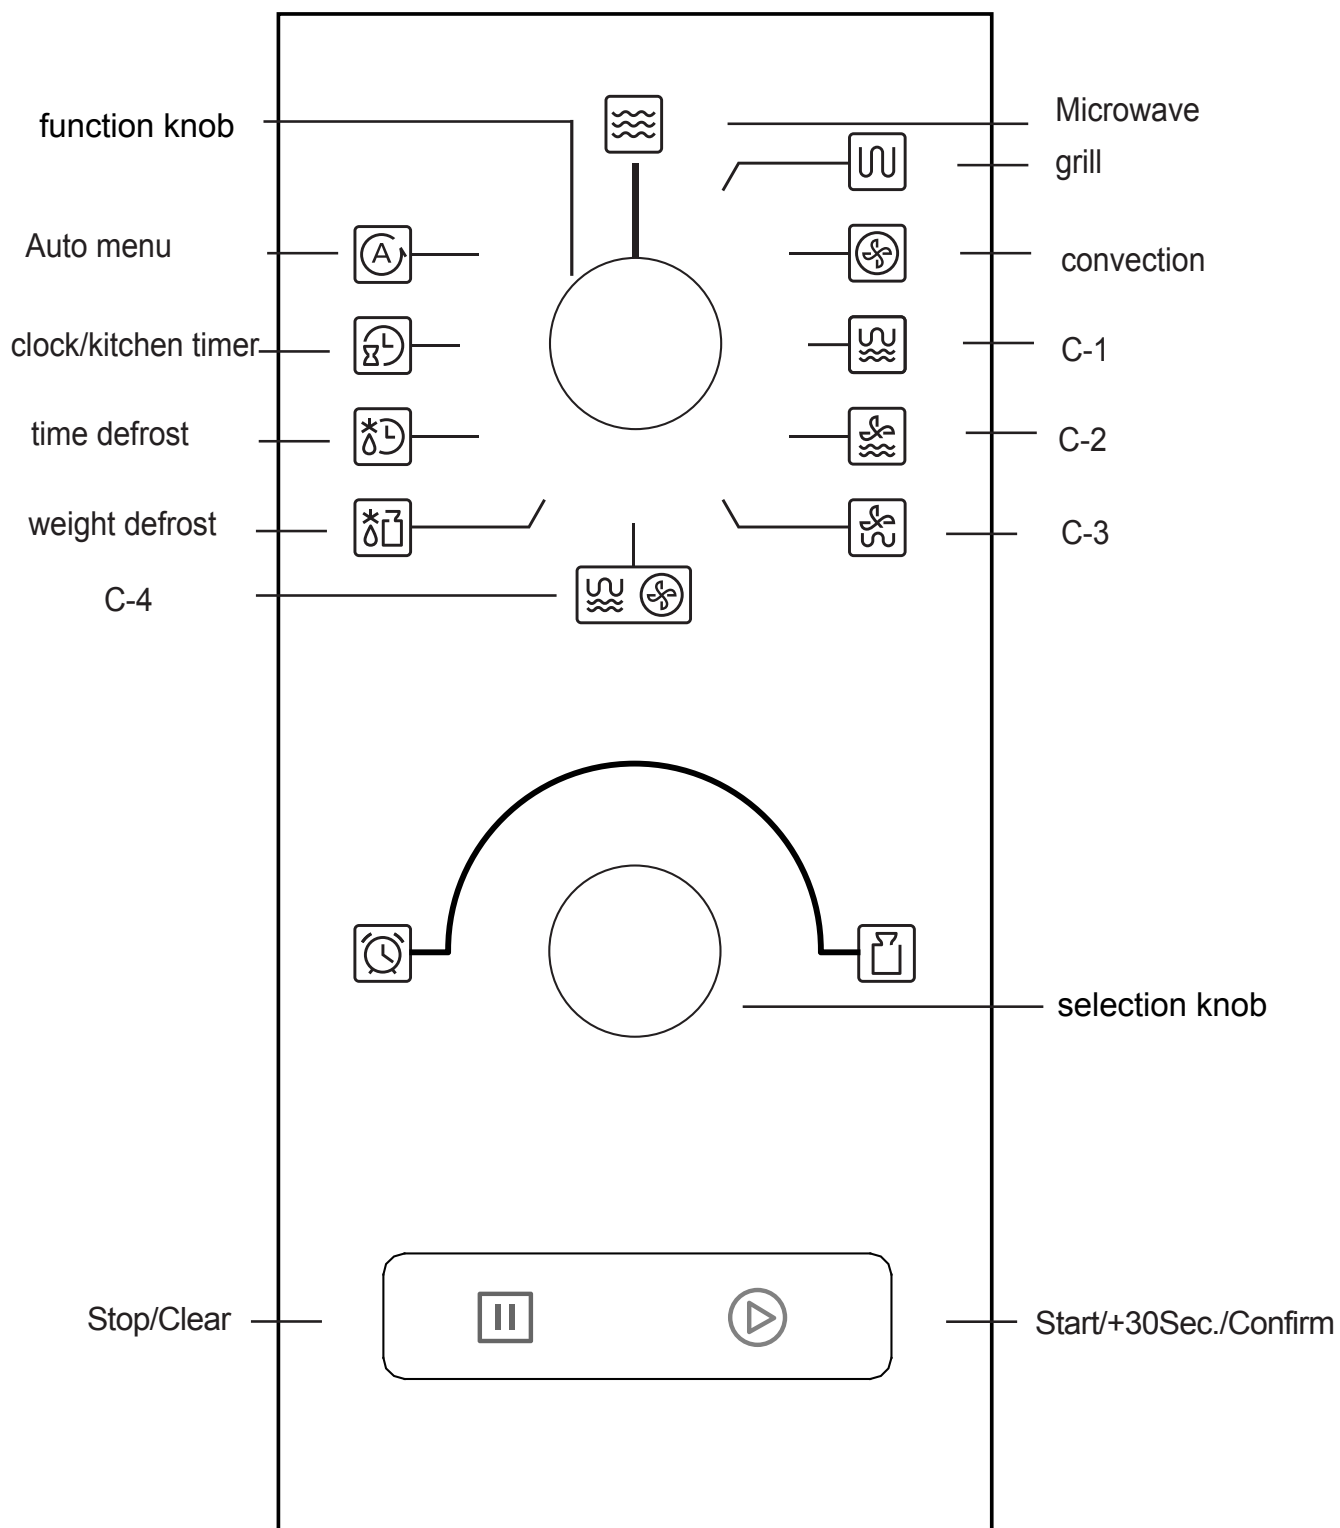 function knob
Microwave
grill
Auto menu
convection
clock/kitchen timer
C-1
time defrost
C-2
weight defrost
C-3
C-4
selection knob
Stop/Clear
Start/+30Sec./Confirm